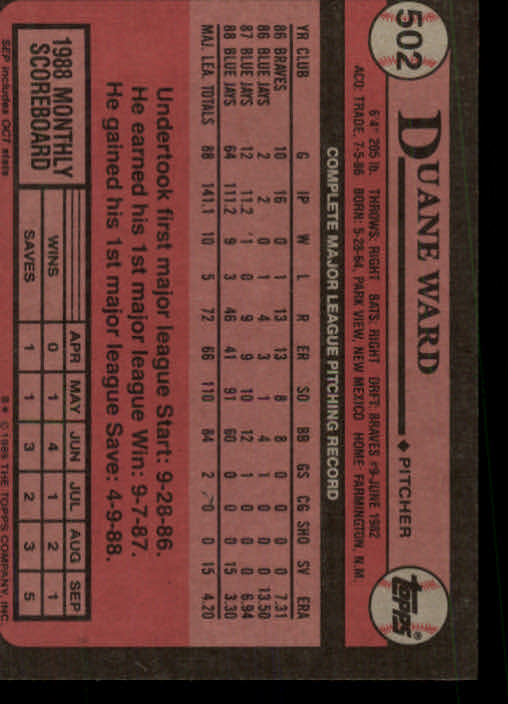 502
DUANE WARD ◆ PITCHER
TOPPS®
6'4" 205 lb. THROWS: RIGHT BATS: RIGHT DRFT: BRAVES #9-JUNE 1982
ACQ: TRADE, 7-5-86 BORN: 5-28-64, PARK VIEW, NEW MEXICO HOME: FARMINGTON, N.M.
COMPLETE MAJOR LEAGUE PITCHING RECORD
YR CLUB G IP W L R ER SO BB GS CG SHO SV ERA
86 BRAVES 10 16 0 1 13 13 8 8 0 0 0 0 7.31
86 BLUE JAYS 2 2 0 1 4 3 1 4 1 0 0 0 13.50
87 BLUE JAYS 12 11.2 1 0 9 9 10 12 1 0 0 0 6.94
88 BLUE JAYS 64 111.2 9 3 46 41 91 60 0 0 0 15 3.30
MAJ. LEA. TOTALS 88 141.1 10 5 72 66 110 84 2 0 0 15 4.20
Undertook first major league Start: 9-28-86.
He earned his 1st major league Win: 9-7-87.
He gained his 1st major league Save: 4-9-88.
1988 MONTHLY
SCOREBOARD
APR MAY JUN JUL AUG SEP
WINS 0 1 4 1 2 1
SAVES 1 1 3 2 3 5
SEP includes OCT stats
B* © 1989 THE TOPPS COMPANY, INC.